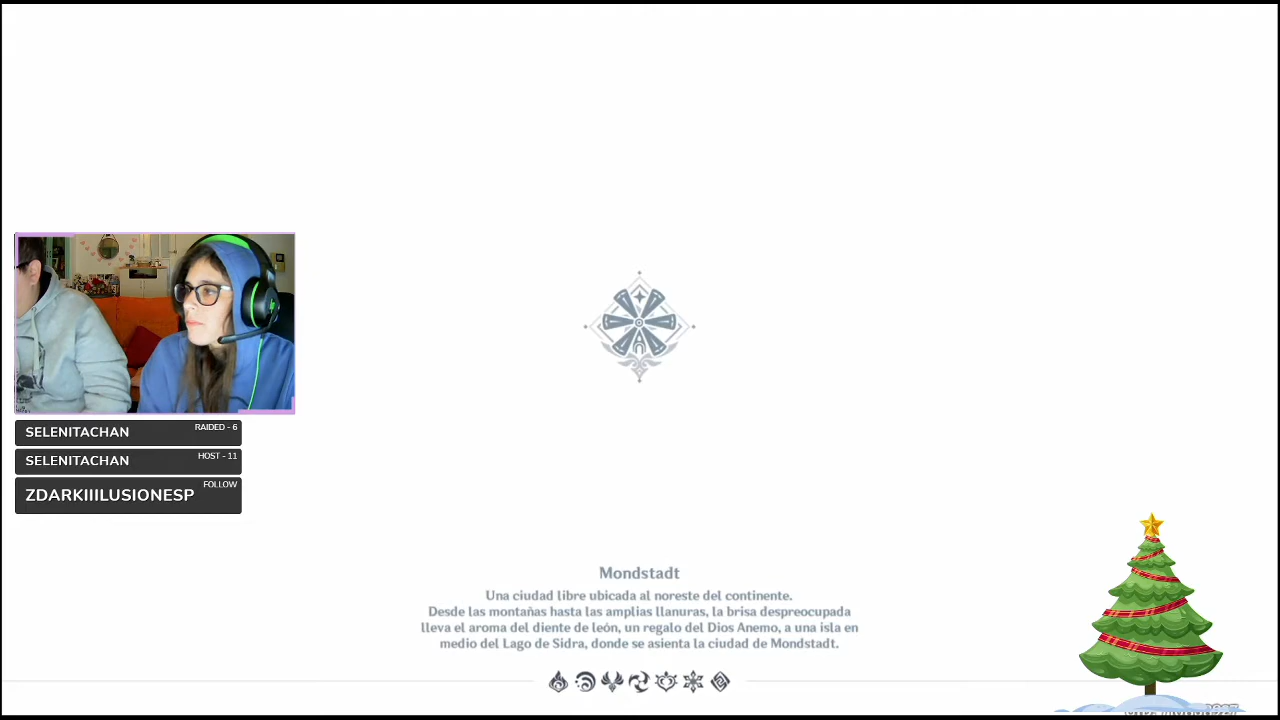 SELENITACHAN
RAIDED - 6
SELENITACHAN
HOST - 11
ZDARKIIILUSIONESP
FOLLOW
Mondstadt
Una ciudad libre ubicada al noreste del continente.
Desde las montañas hasta las amplias llanuras, la brisa despreocupada
lleva el aroma del diente de león, un regalo del Dios Anemo, a una isla en
medio del Lago de Sidra, donde se asienta la ciudad de Mondstadt.